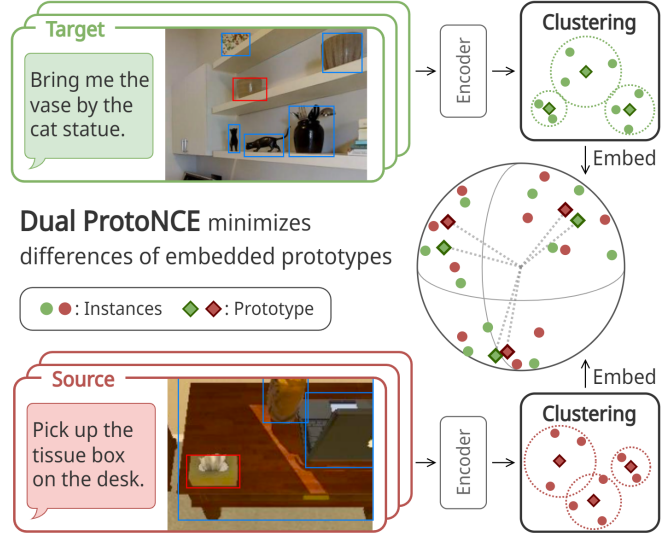 Target
Bring me the
vase by the
cat statue.
Encoder
Clustering
Embed
Dual ProtoNCE minimizes
differences of embedded prototypes
: Instances : Prototype
Source
Pick up the
tissue box
on the desk.
Encoder
Embed
Clustering